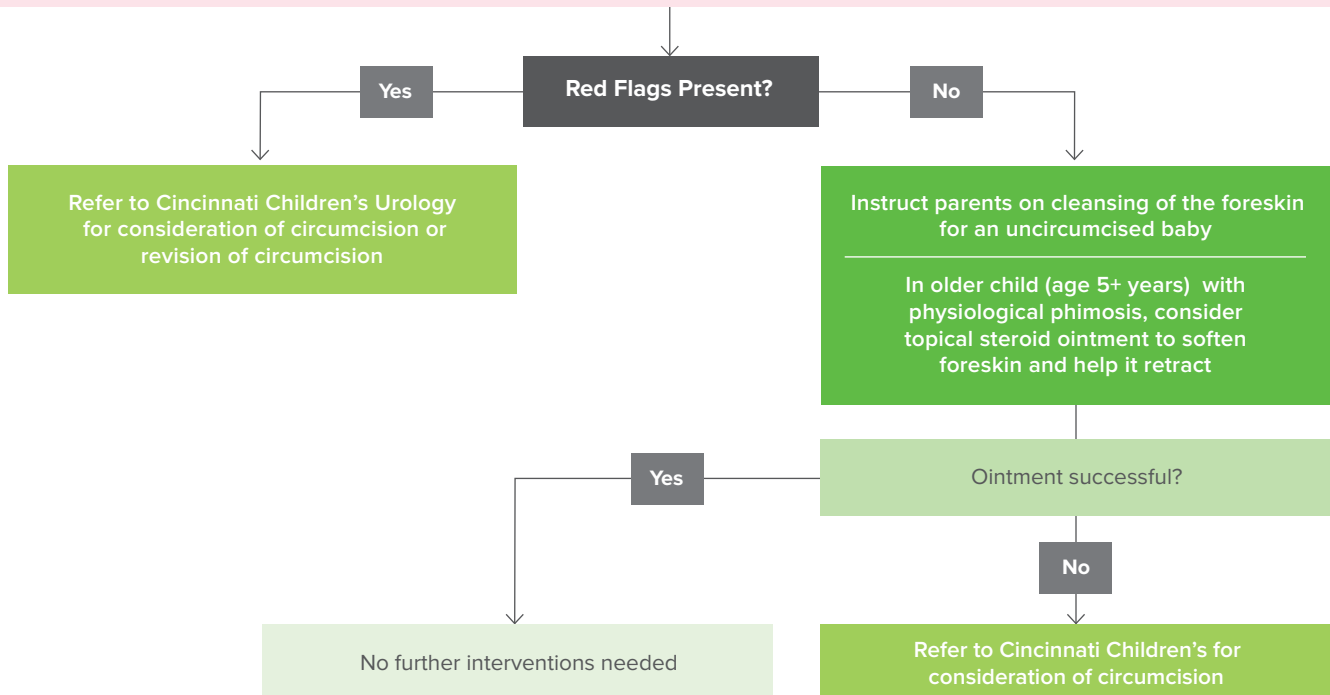 Red Flags Present?
Yes
No
Refer to Cincinnati Children’s Urology
for consideration of circumcision or
revision of circumcision
Instruct parents on cleansing of the foreskin
for an uncircumcised baby
In older child (age 5+ years) with
physiological phimosis, consider
topical steroid ointment to soften
foreskin and help it retract
Ointment successful?
Yes
No
No further interventions needed
Refer to Cincinnati Children’s for
consideration of circumcision